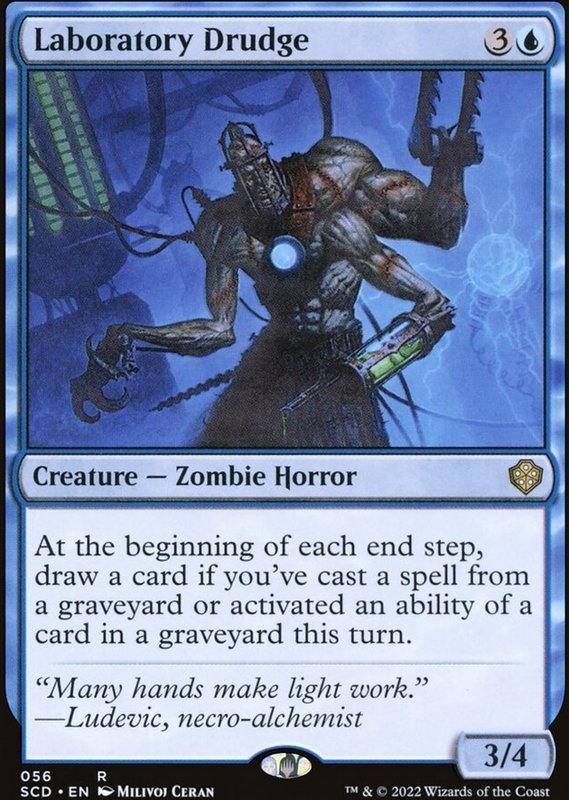 Laboratory Drudge 3
Creature — Zombie Horror
At the beginning of each end step,
draw a card if you've cast a spell from
a graveyard or activated an ability of a
card in a graveyard this turn.
“Many hands make light work.”
—Ludevic, necro-alchemist
3/4
056 R
SCD • EN Milivoj Ceran
™ & © 2022 Wizards of the Coast